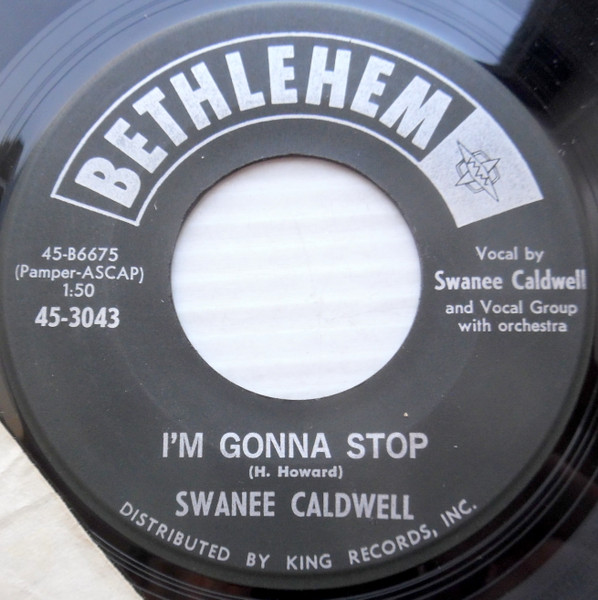 BETHLEHEM
45-B6675
(Pamper-ASCAP)
1:50
45-3043
Vocal by
Swanee Caldwell
and Vocal Group
with orchestra
I'M GONNA STOP
(H. Howard)
SWANEE CALDWELL
DISTRIBUTED BY KING RECORDS, INC.